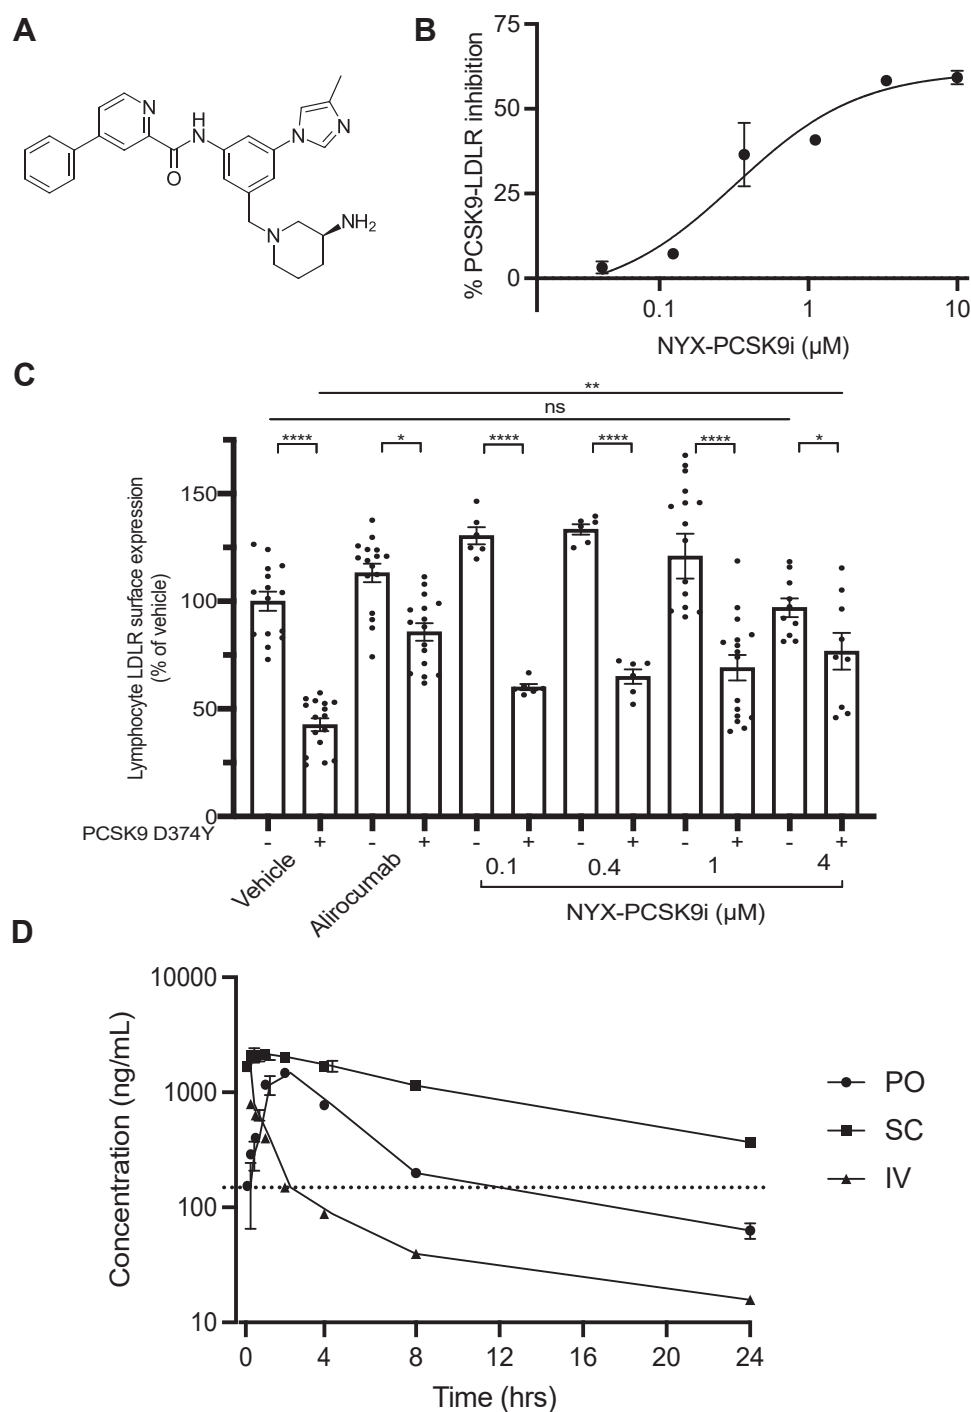 A
N
H
N
O
N
N
N
NH2
B
75
50
25
0
% PCSK9-LDLR inhibition
0.1 1 10
NYX-PCSK9i (µM)
C
**
ns
**** * **** **** **** *
150
100
50
0
Lymphocyte LDLR surface expression
(% of vehicle)
PCSK9 D374Y - + - + - + - + - + - +
Vehicle Alirocumab 0.1 0.4 1 4
NYX-PCSK9i (µM)
D
10000
1000
100
10
Concentration (ng/mL)
PO
SC
IV
0 4 8 12 16 20 24
Time (hrs)